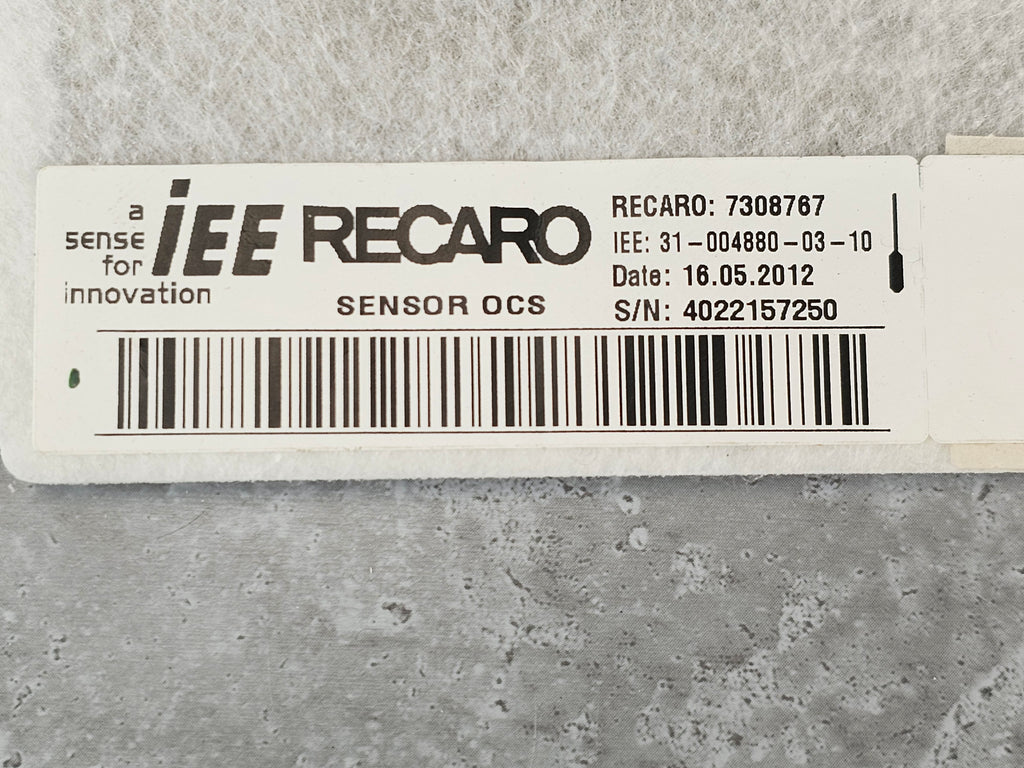 a
sense
for
innovation
iEE
RECARO
SENSOR OCS
RECARO: 7308767
IEE: 31-004880-03-10
Date: 16.05.2012
S/N: 4022157250